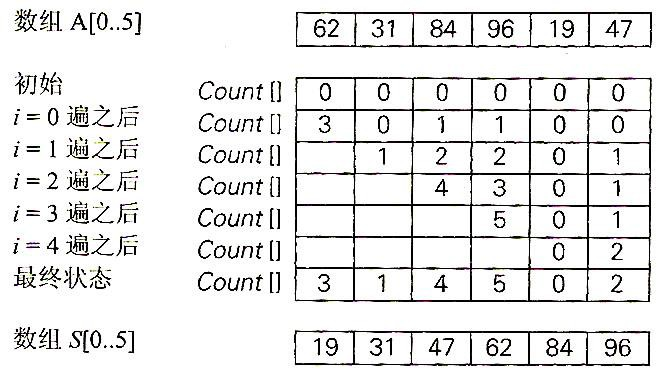 数组 A[0..5] 62 31 84 96 19 47
初始 Count [] 0 0 0 0 0 0
i = 0 遍之后 Count [] 3 0 1 1 0 0
i = 1 遍之后 Count [] 1 2 2 0 1
i = 2 遍之后 Count [] 4 3 0 1
i = 3 遍之后 Count [] 5 0 1
i = 4 遍之后 Count [] 0 2
最终状态 Count [] 3 1 4 5 0 2
数组 S[0..5] 19 31 47 62 84 96